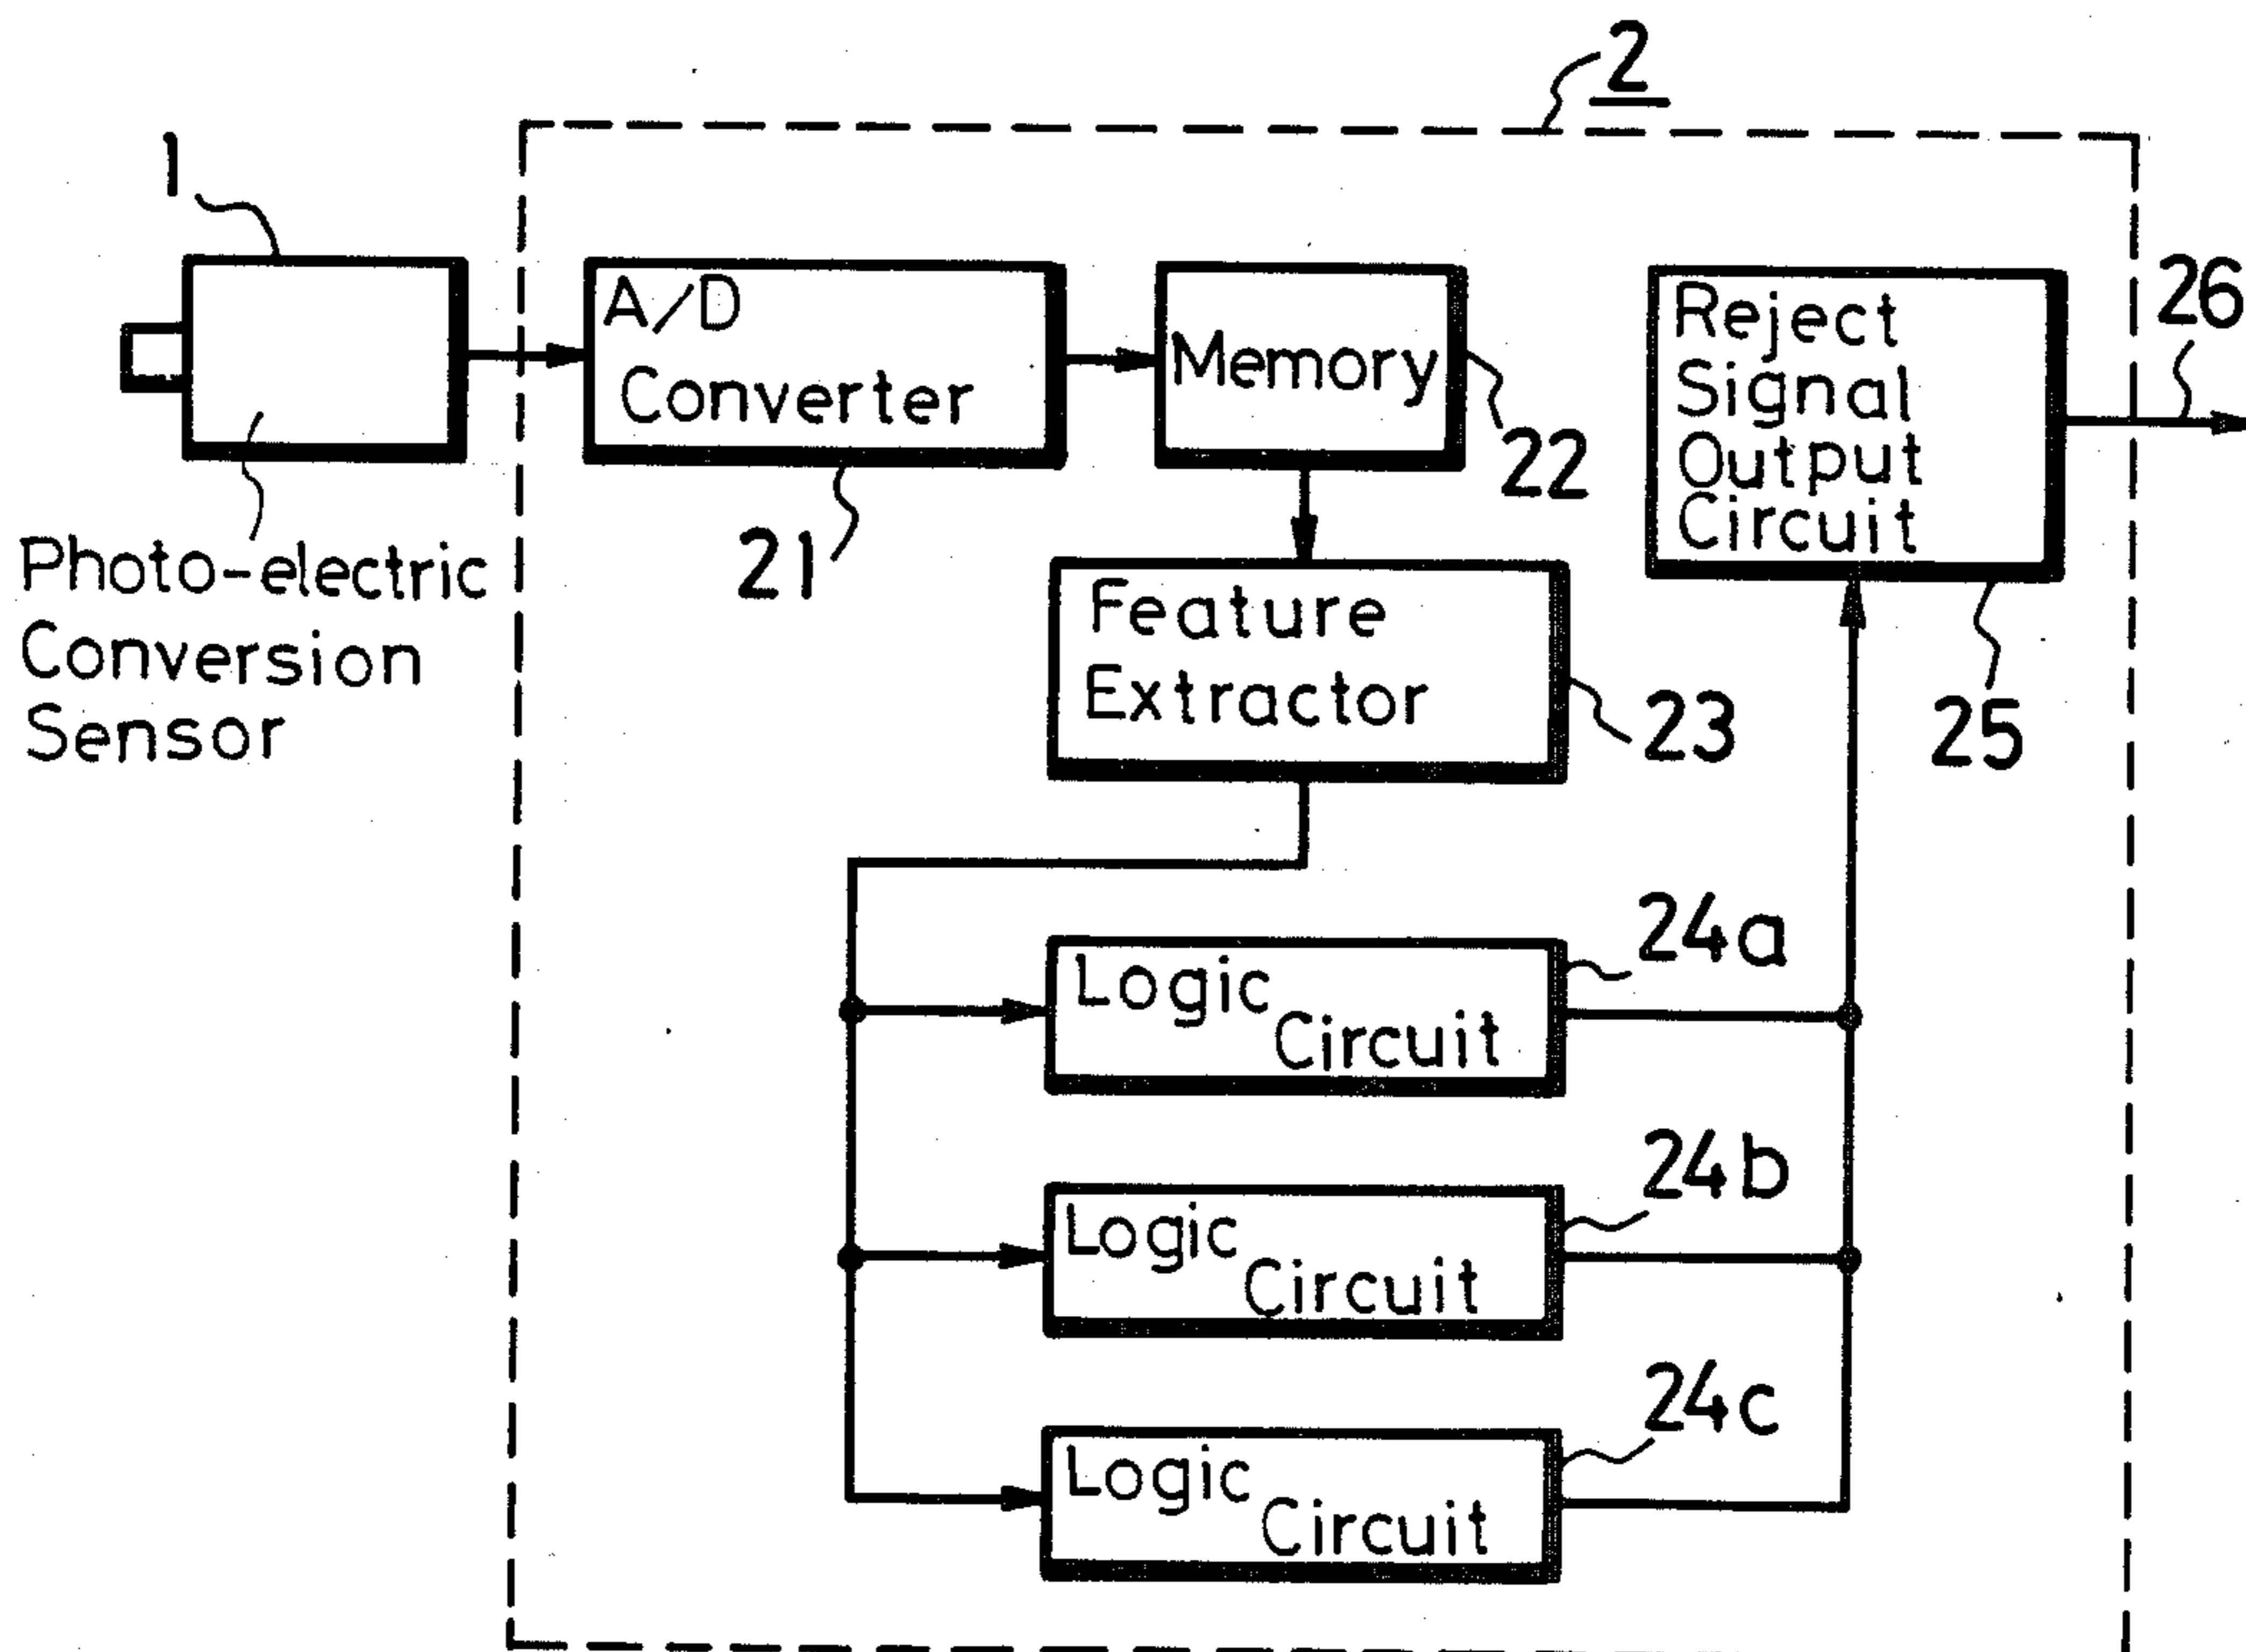 2
1
A/D
Converter
Memory
Reject
Signal
Output
Circuit
26
22
21
Photo-electric
Conversion
Sensor
Feature
Extractor
23
25
24a
Logic
Circuit
24b
Logic
Circuit
24c
Logic
Circuit